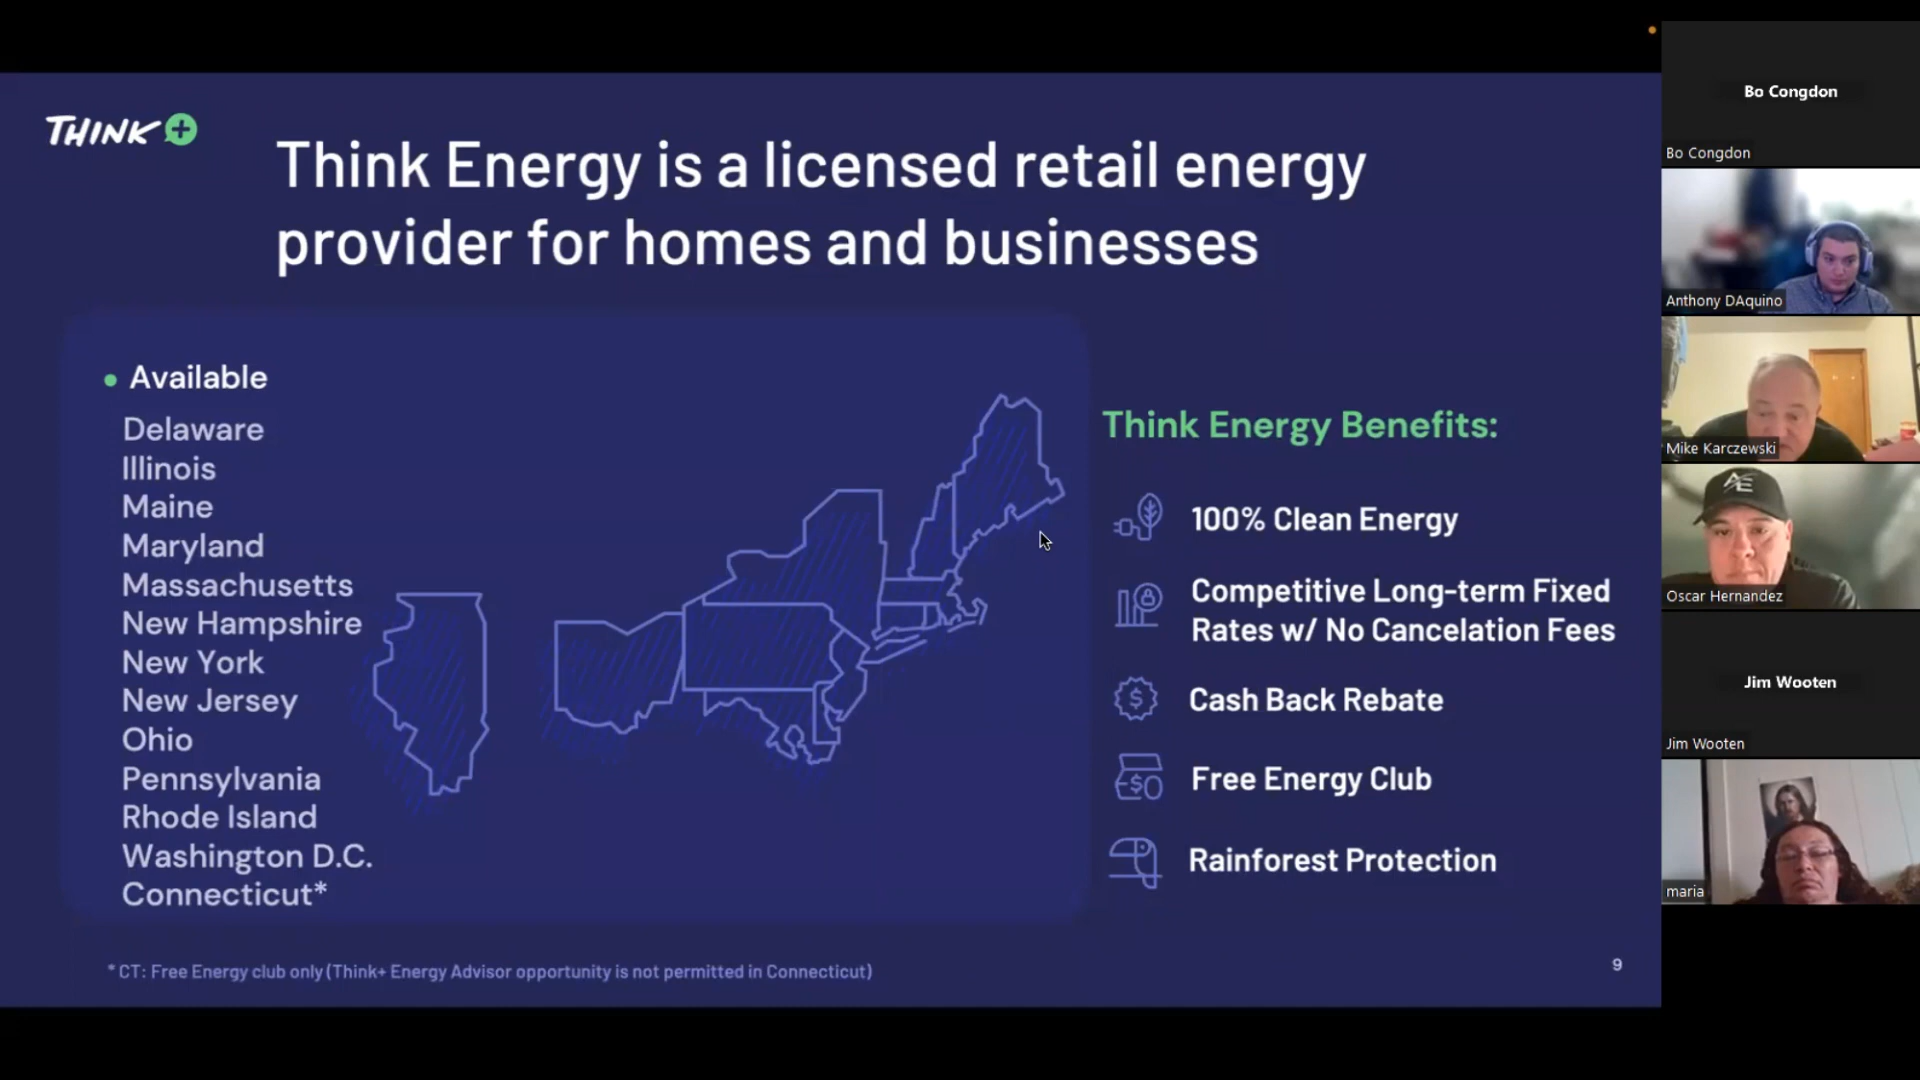 THINK+
Think Energy is a licensed retail energy
provider for homes and businesses
Available
Delaware
Illinois
Maine
Maryland
Massachusetts
New Hampshire
New York
New Jersey
Ohio
Pennsylvania
Rhode Island
Washington D.C.
Connecticut*
Think Energy Benefits:
100% Clean Energy
Competitive Long-term Fixed
Rates w/ No Cancelation Fees
$
Cash Back Rebate
$0
Free Energy Club
Rainforest Protection
* CT: Free Energy club only (Think+ Energy Advisor opportunity is not permitted in Connecticut)
9
Bo Congdon
Bo Congdon
Anthony DAquino
Mike Karczewski
AE
Oscar Hernandez
Jim Wooten
Jim Wooten
maria